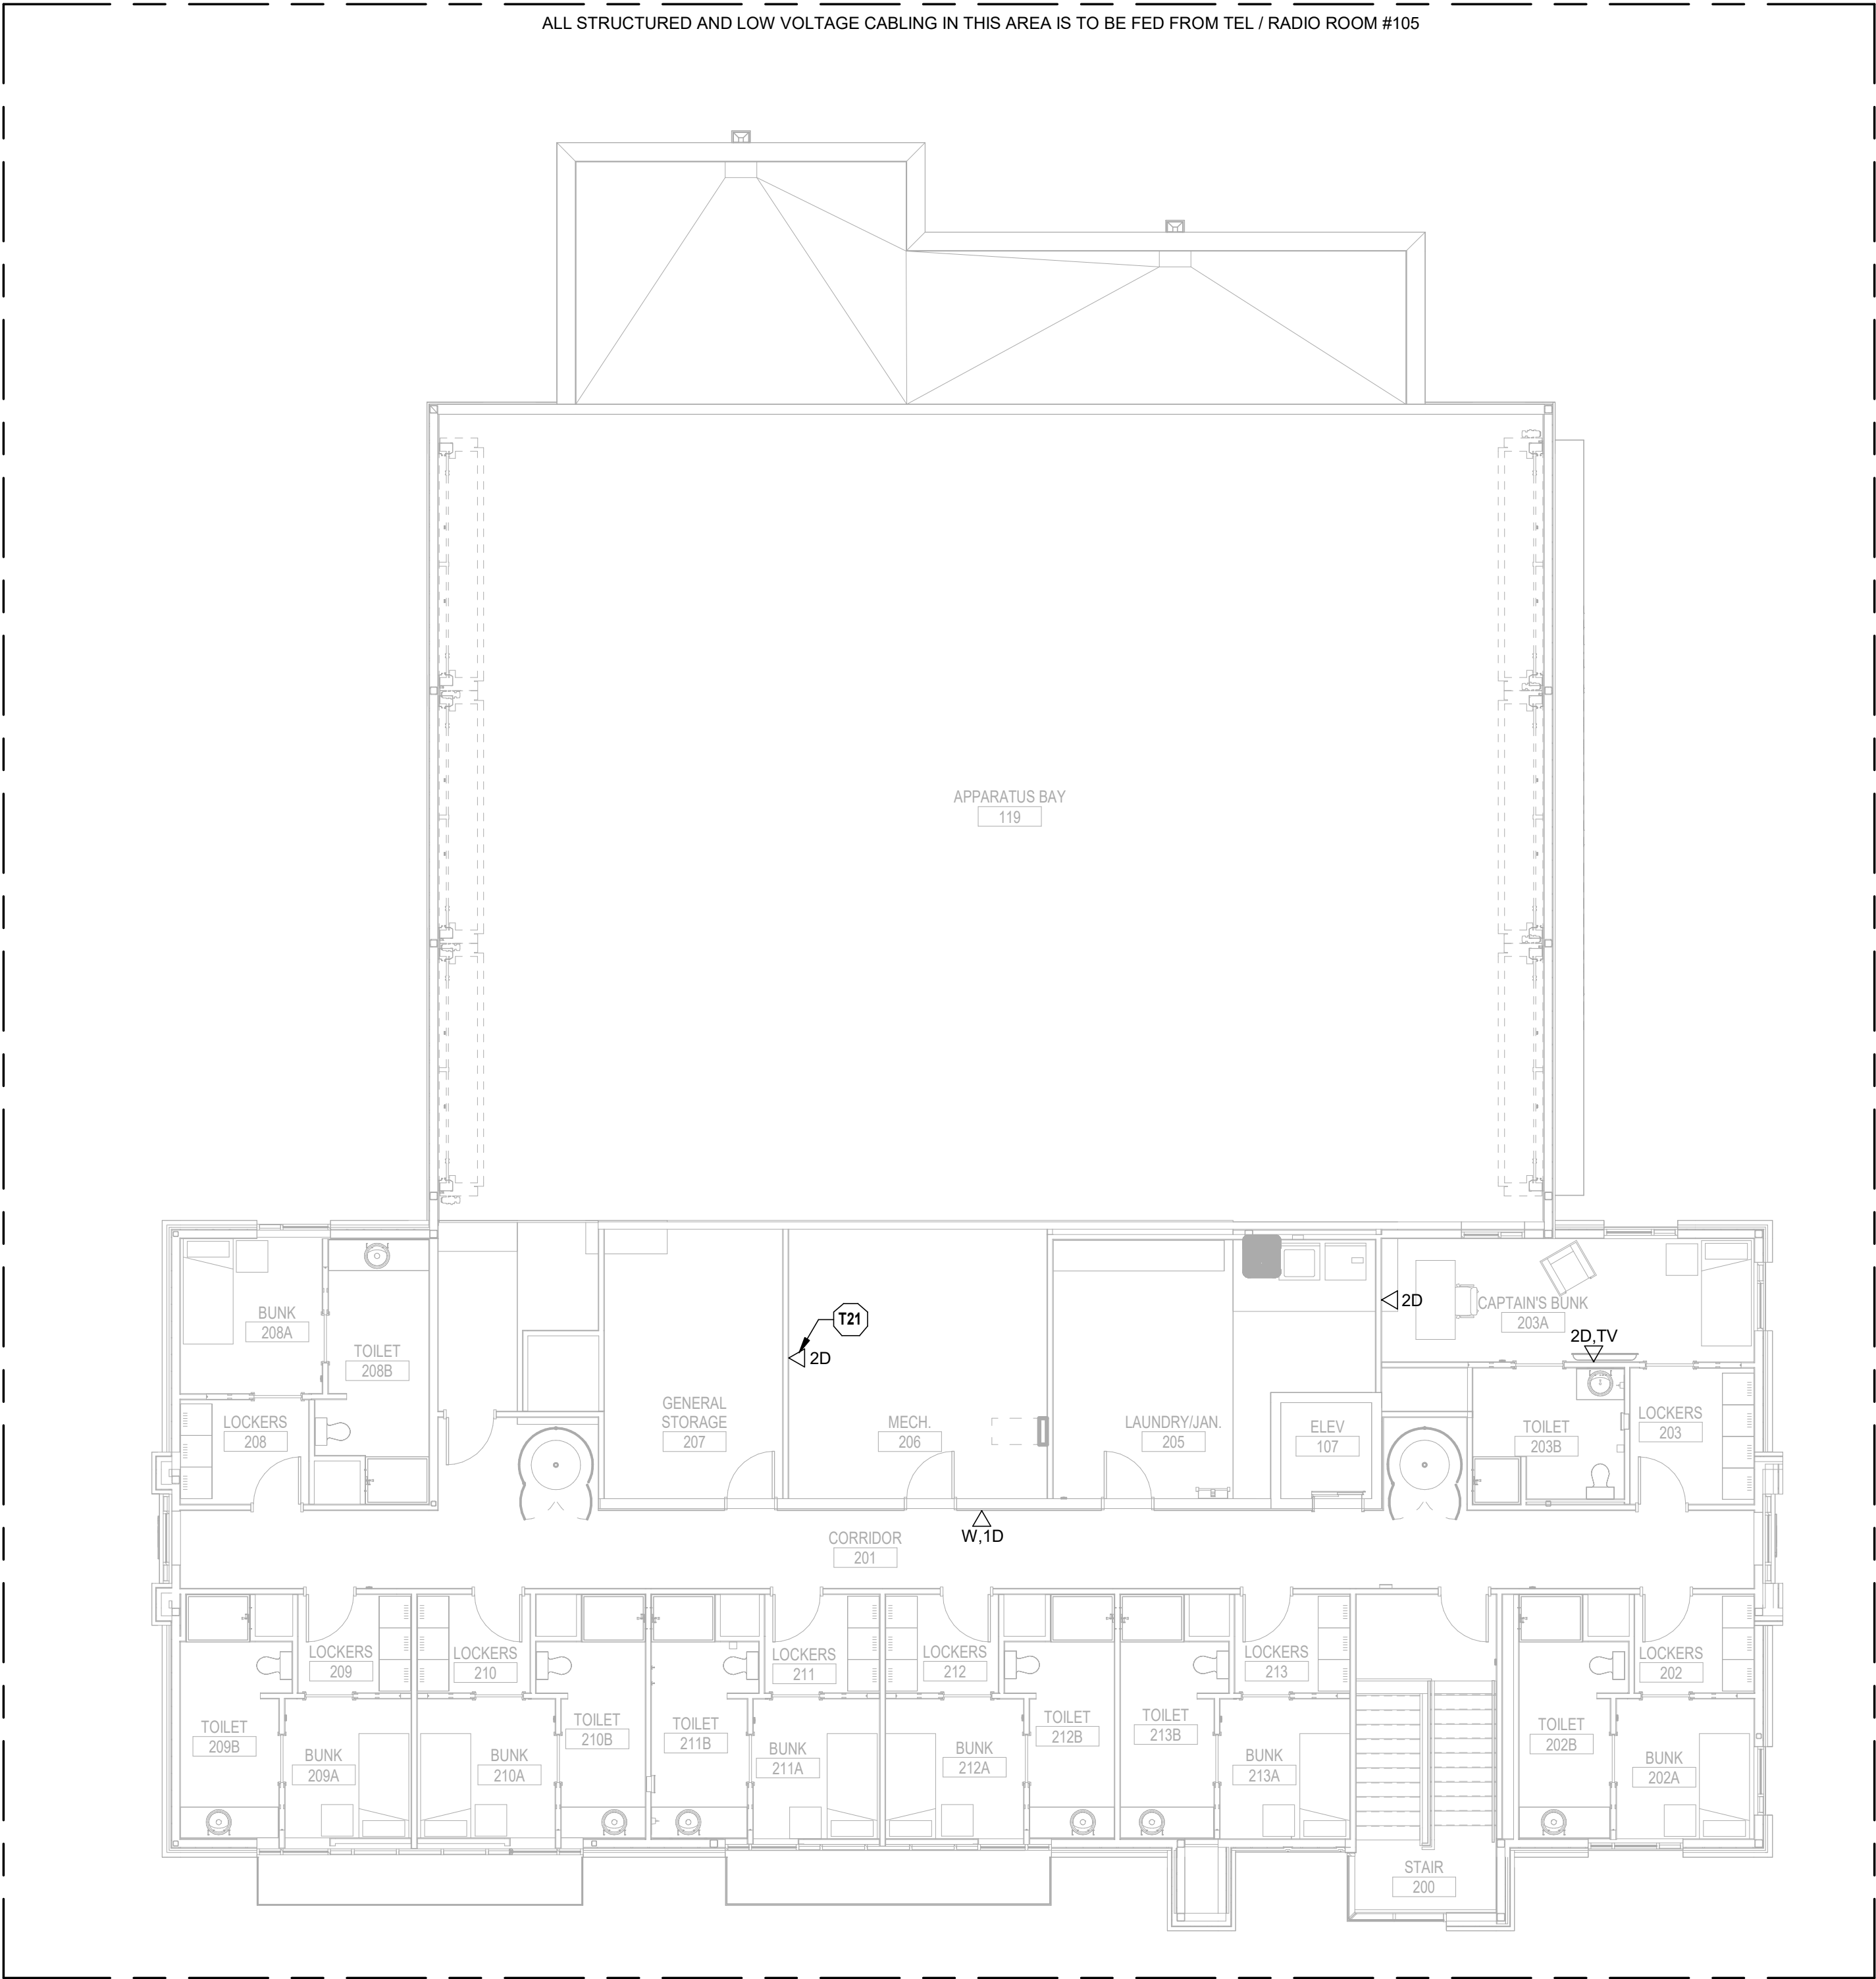 ALL STRUCTURED AND LOW VOLTAGE CABLING IN THIS AREA IS TO BE FED FROM TEL / RADIO ROOM #105
APPARATUS BAY
119
BUNK
208A
TOILET
208B
LOCKERS
208
GENERAL
STORAGE
207
T21
2D
MECH.
206
LAUNDRY/JAN.
205
ELEV
107
2D
CAPTAIN'S BUNK
203A
2D,TV
TOILET
203B
LOCKERS
203
CORRIDOR
201
W,1D
LOCKERS
209
LOCKERS
210
LOCKERS
211
LOCKERS
212
LOCKERS
213
LOCKERS
202
TOILET
209B
BUNK
209A
BUNK
210A
TOILET
210B
TOILET
211B
BUNK
211A
BUNK
212A
TOILET
212B
TOILET
213B
BUNK
213A
TOILET
202B
BUNK
202A
STAIR
200